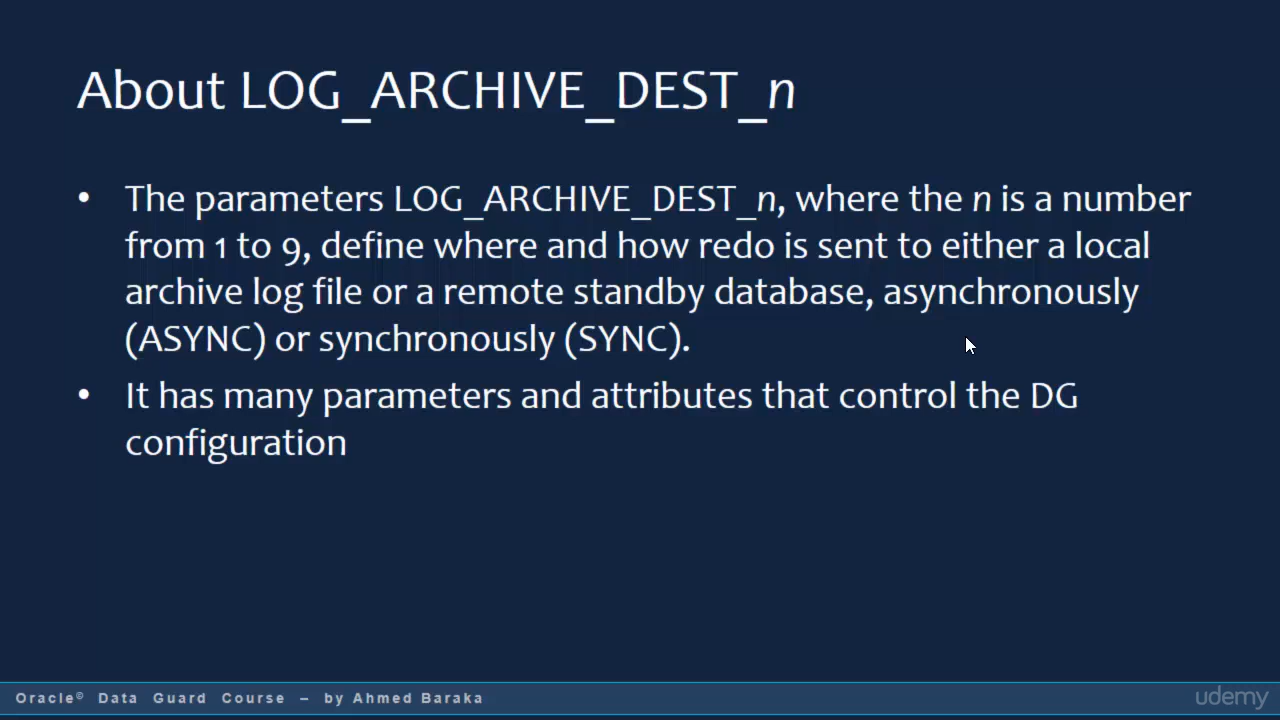 About LOG_ARCHIVE_DEST_n
• The parameters LOG_ARCHIVE_DEST_n, where the n is a number
from 1 to 9, define where and how redo is sent to either a local
archive log file or a remote standby database, asynchronously
(ASYNC) or synchronously (SYNC).
• It has many parameters and attributes that control the DG
configuration
Oracle© Data Guard Course – by Ahmed Baraka
udemy